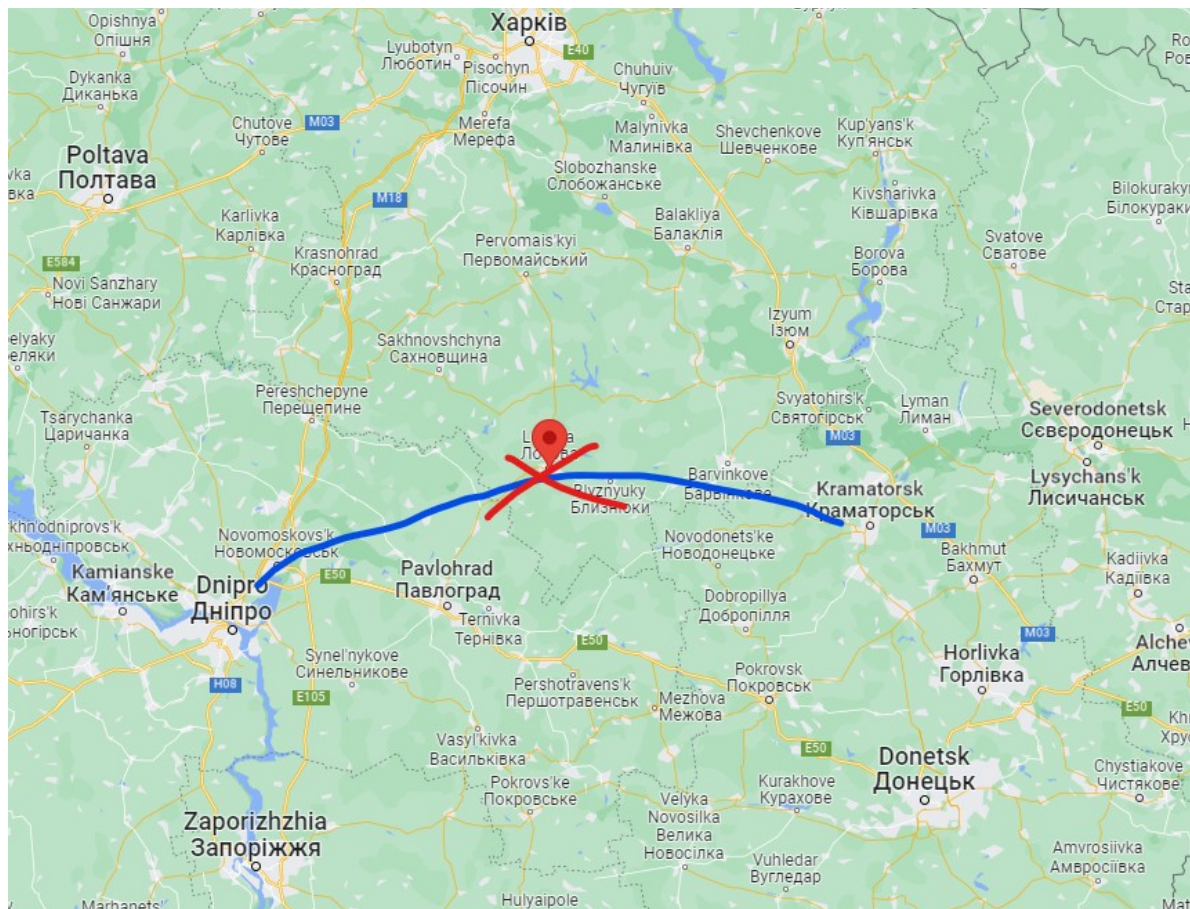 Opishnya
Опішня
Харків
E40
Lyubotyn
Люботин
Pisochyn
Пісочин
Chuhuiv
Чугуїв
Dykanka
Диканька
Chutove
Чутове
M03
Merefa
Мерефа
Malynivka
Малинівка
Shevchenkove
Шевченкове
Kup'yans'k
Куп'янськ
Poltava
Полтава
Slobozhanske
Слобожанське
Kivsharivka
Ківшарівка
M18
Karlivka
Карлівка
Balakliya
Балаклія
Pervomais'kyi
Первомайський
Krasnohrad
Красноград
Borova
Борова
Svatove
Сватове
E584
Novi Sanzhary
Нові Санжари
Izyum
Ізюм
Sakhnovshchyna
Сахновщина
Pereshchepyne
Перещепине
Tsarychanka
Царичанка
Svyatohirs'k
Святогірськ
Lyman
Лиман
M03
Severodonetsk
Сєвєродонецьк
Lysychans'k
Лисичанськ
Barvinkove
Барвінкове
Blyznyuky
Близнюки
Kramatorsk
Краматорськ
M03
Novomoskovs'k
Новомосковськ
Novodonets'ke
Новодонецьке
Bakhmut
Бахмут
Kadiivka
Кадіївка
Kamianske
Кам'янське
Dnipro
Дніпро
E50
Pavlohrad
Павлоград
Ternivka
Тернівка
Dobropillya
Добропілля
E50
M03
Horlivka
Горлівка
Synel'nykove
Синельникове
H08
E105
Pershotravens'k
Першотравенськ
Pokrovsk
Покровськ
Mezhova
Межова
E50
Vasyl'kivka
Васильківка
E50
Donetsk
Донецьк
Chystiakove
Чистякове
Pokrovs'ke
Покровське
Kurakhove
Курахове
Velyka
Novosilka
Велика
Новосілка
Zaporizhzhia
Запоріжжя
Vuhledar
Вугледар
Amvrosiivka
Амвросіївка
Hulyaipole